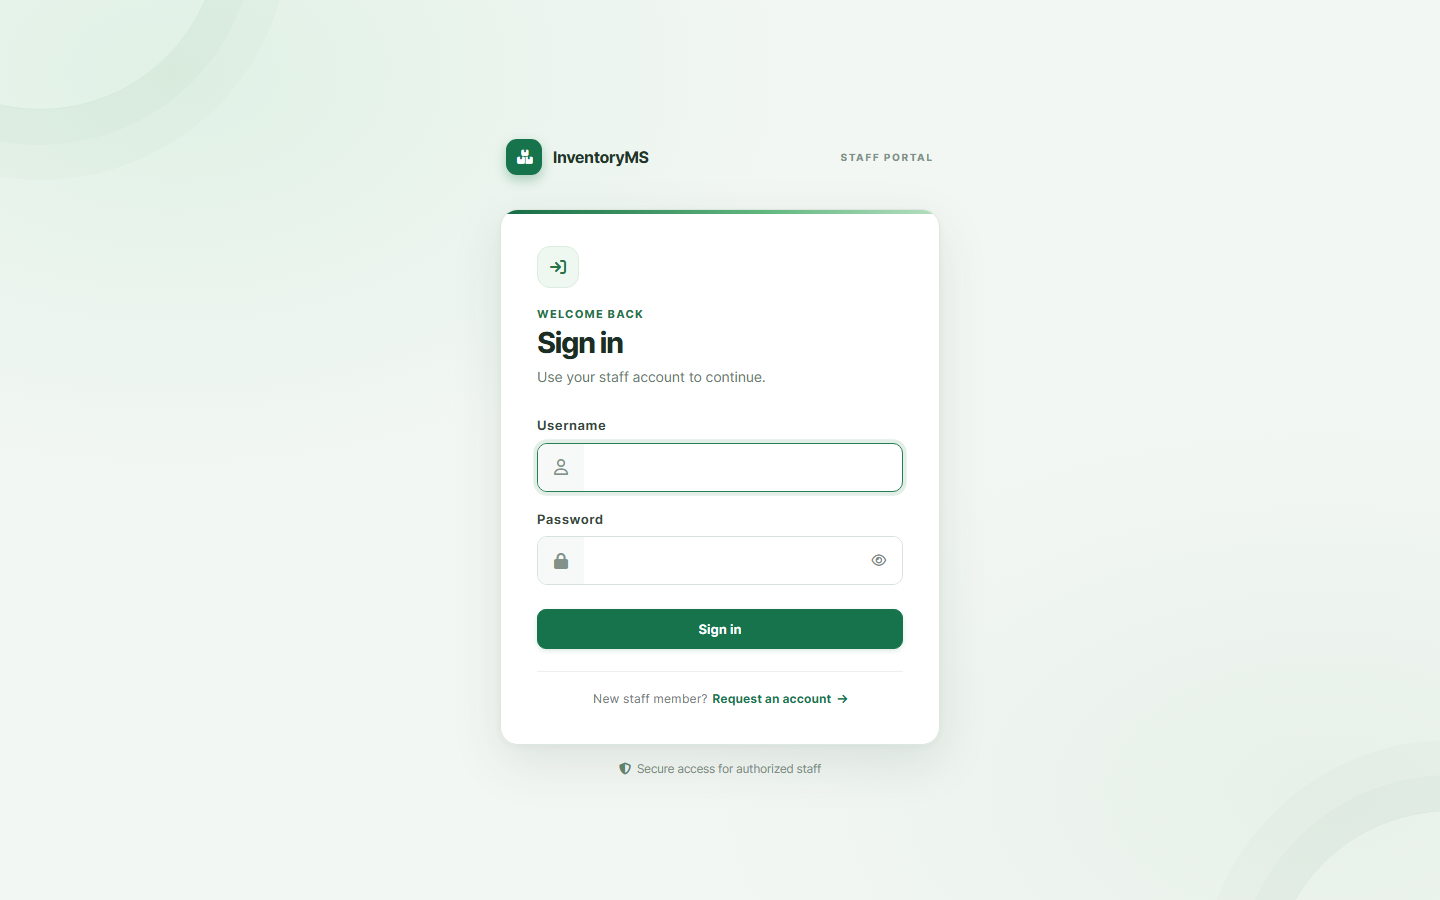 InventoryMS
STAFF PORTAL
WELCOME BACK
Sign in
Use your staff account to continue.
Username
Password
Sign in
New staff member? Request an account →
Secure access for authorized staff